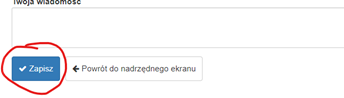 Twoja wiadomość
Zapisz
Powrót do nadrzędnego ekranu